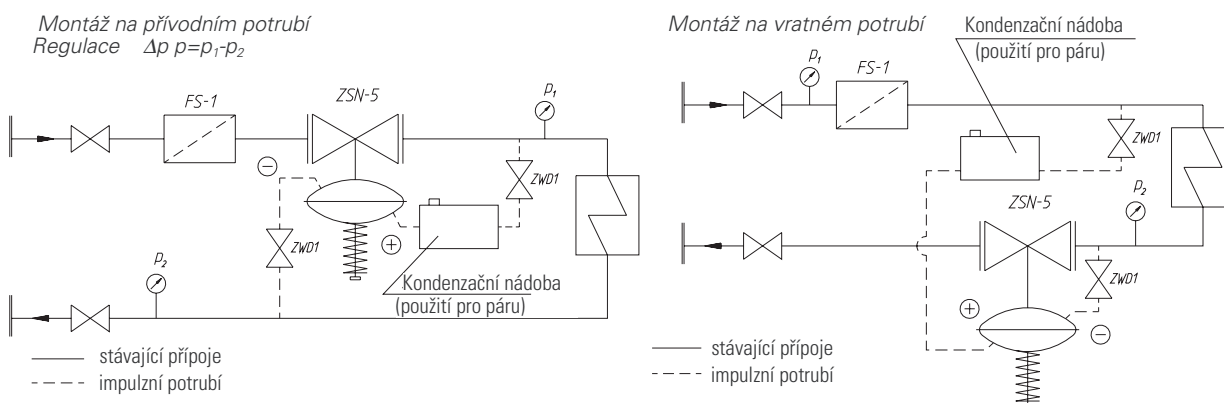 Montáž na přívodním potrubí
Regulace Δp p=p₁-p₂
FS-1
ZSN-5
p₁
ZWD1
ZWD1
p₂
Kondenzační nádoba
(použití pro páru)
stávající přípoje
impulzní potrubí
Montáž na vratném potrubí
Kondenzační nádoba
(použití pro páru)
p₁
FS-1
ZWD1
ZSN-5
p₂
ZWD1
stávající přípoje
impulzní potrubí